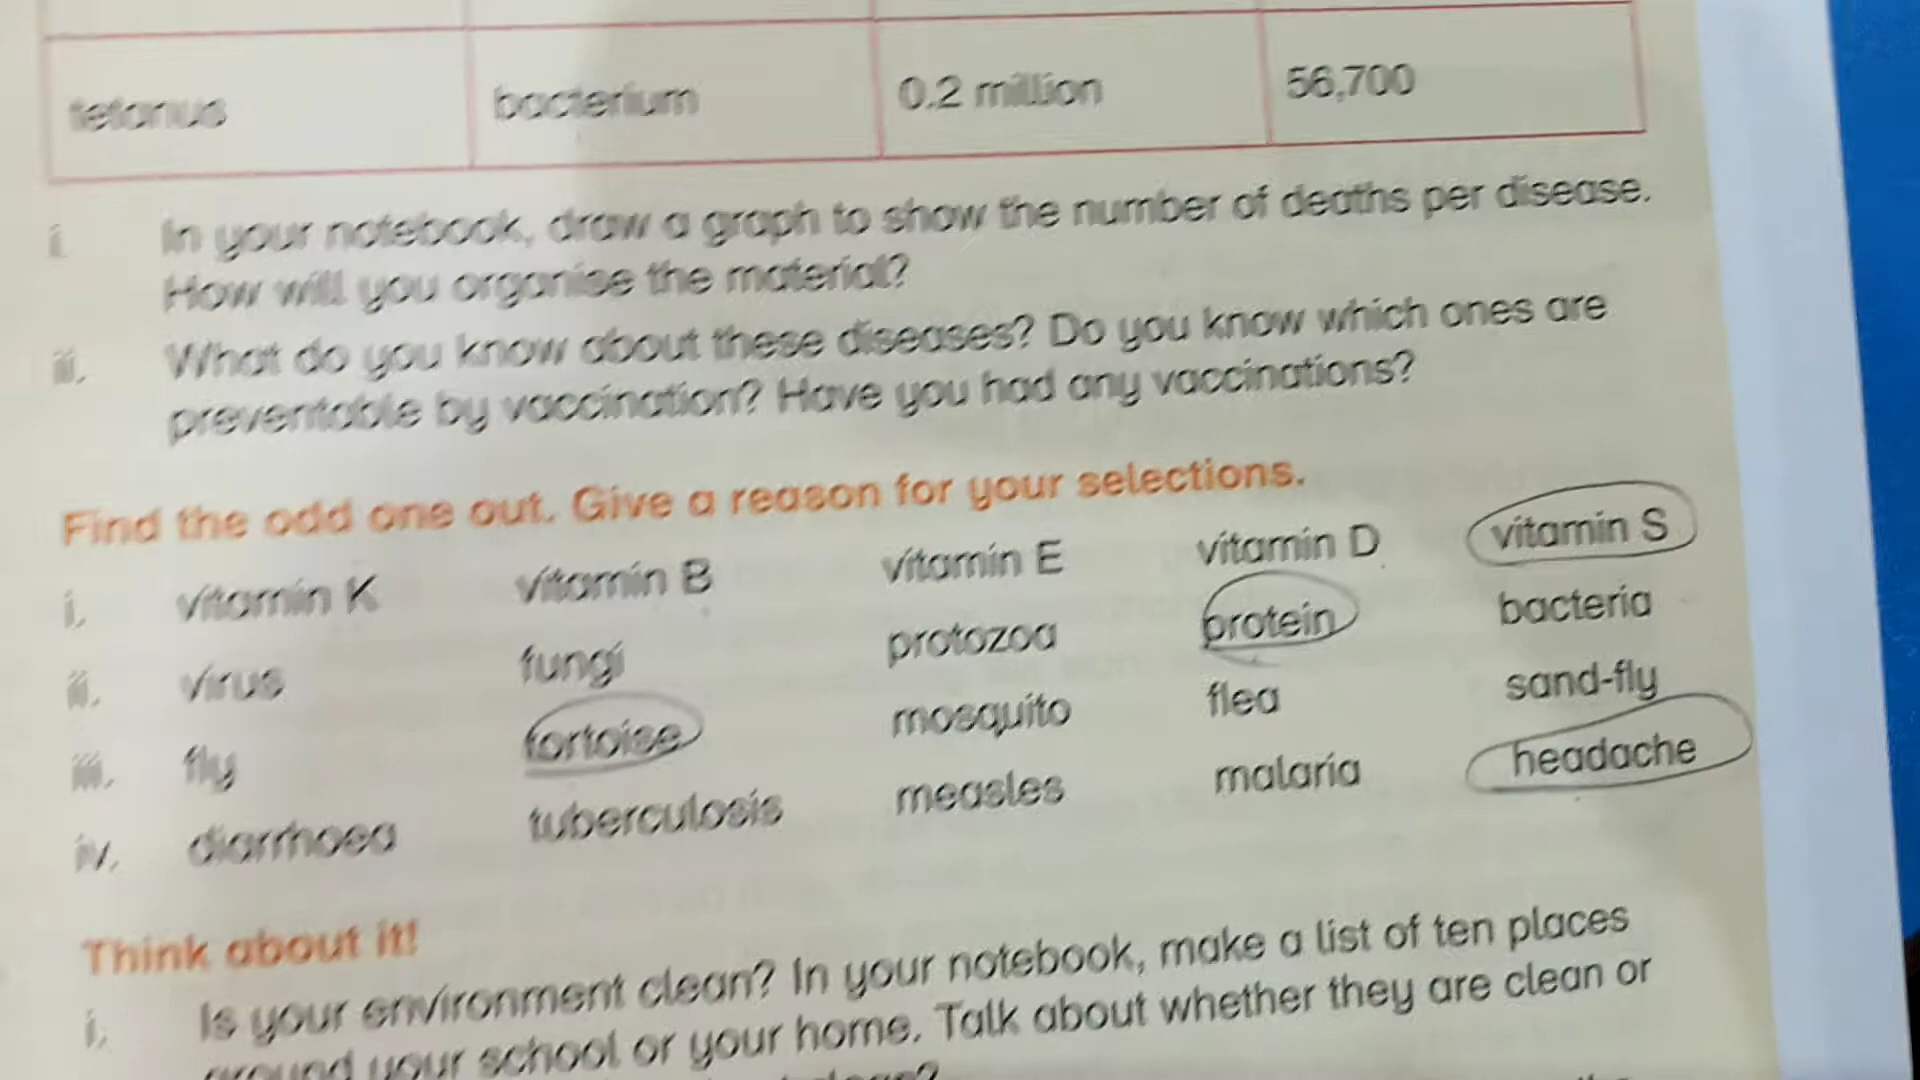 tetanus bacterium 0.2 million 56,700
i. In your notebook, draw a graph to show the number of deaths per disease.
How will you organise the material?
ii. What do you know about these diseases? Do you know which ones are
preventable by vaccination? Have you had any vaccinations?
Find the odd one out. Give a reason for your selections.
i. vitamin K vitamin B vitamin E vitamin D vitamin S
ii. virus fungi protozoa protein bacteria
iii. fly tortoise mosquito flea sand-fly
iv. diarrhoea tuberculosis measles malaria headache
Think about it!
i. Is your environment clean? In your notebook, make a list of ten places
around your school or your home. Talk about whether they are clean or